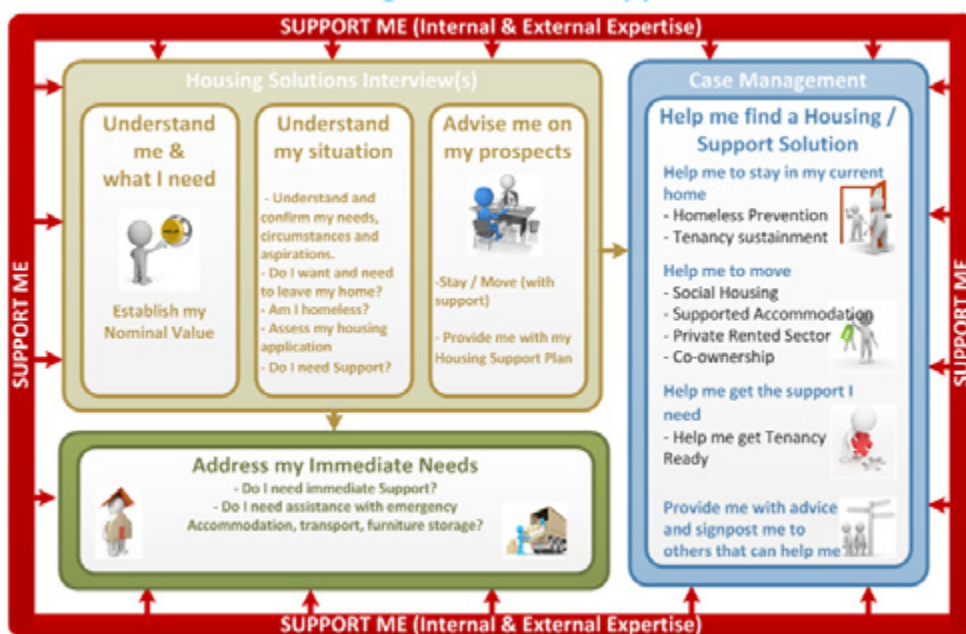 SUPPORT ME (Internal & External Expertise)
SUPPORT ME
Housing Solutions Interview(s)
Understand
me &
what I need
Establish my
Nominal Value
Understand
my situation
- Understand and
confirm my needs,
circumstances and
aspirations.
- Do I want and need
to leave my home?
- Am I homeless?
- Assess my housing
application
- Do I need Support?
Advise me on
my prospects
-Stay / Move (with
support)
- Provide me with my
Housing Support Plan
Address my Immediate Needs
- Do I need immediate Support?
- Do I need assistance with emergency
Accommodation, transport, furniture storage?
Case Management
Help me find a Housing /
Support Solution
Help me to stay in my current
home
- Homeless Prevention
- Tenancy sustainment
Help me to move
- Social Housing
- Supported Accommodation
- Private Rented Sector
- Co-ownership
Help me get the support I
need
- Help me get Tenancy
Ready
Provide me with advice
and signpost me to
others that can help me
SUPPORT ME
SUPPORT ME (Internal & External Expertise)